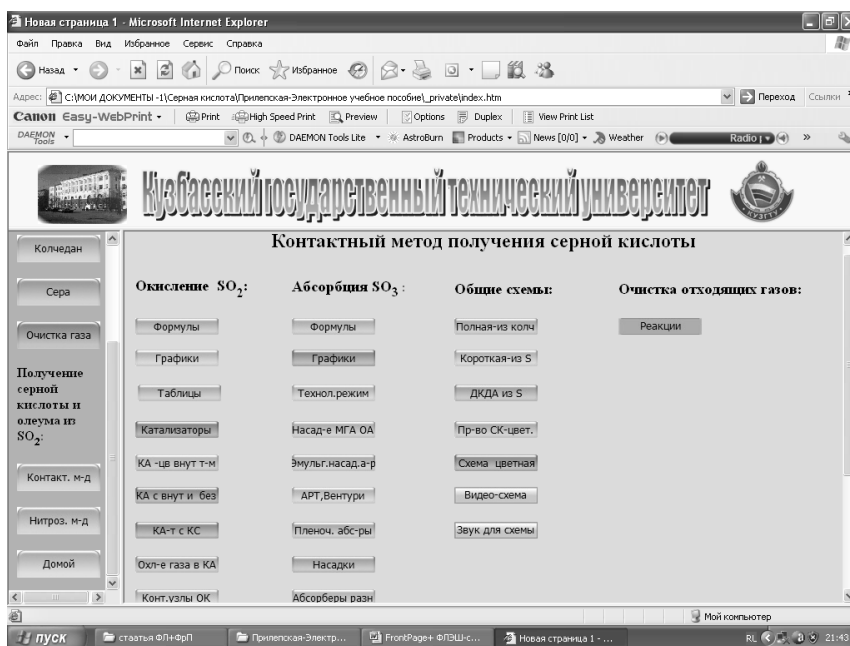 Новая страница 1 - Microsoft Internet Explorer
Файл Правка Вид Избранное Сервис Справка
Назад Поиск Избранное
Адрес: C:\МОИ ДОКУМЕНТЫ -1\Серная кислота\Прилепская-Электронное учебное пособие\_private\index.htm Переход Ссылки
Canon Easy-WebPrint Print High Speed Print Preview Options Duplex View Print List
DAEMON Tools DAEMON Tools Lite AstroBurn Products News [0/0] Weather Radio
Кузбасский государственный технический университет
КУЗГТУ
Колчедан
Сера
Очистка газа
Получение
серной
кислоты и
олеума из
SO₂:
Контакт. м-д
Нитроз. м-д
Домой
Контактный метод получения серной кислоты
Окисление SO₂:
Формулы
Графики
Таблицы
Катализаторы
КА -цв внут т-м
КА с внут и без
КА-т с КС
Охл-е газа в КА
Конт.узлы ОК
Абсорбция SO₃ :
Формулы
Графики
Технол.режим
Насад-е МГА ОА
Эмульг.насад.а-р
АРТ,Вентури
Пленоч. абс-ры
Насадки
Абсорберы разн
Общие схемы:
Полная-из колч
Короткая-из S
ДКДА из S
Пр-во СК-цвет.
Схема цветная
Видео-схема
Звук для схемы
Очистка отходящих газов:
Реакции
Мой компьютер
пуск стаатья ФЛ+ФрП Прилепская-Электр... FrontPage+ ФЛЭШ-с... Новая страница 1 - ... RL 21:43